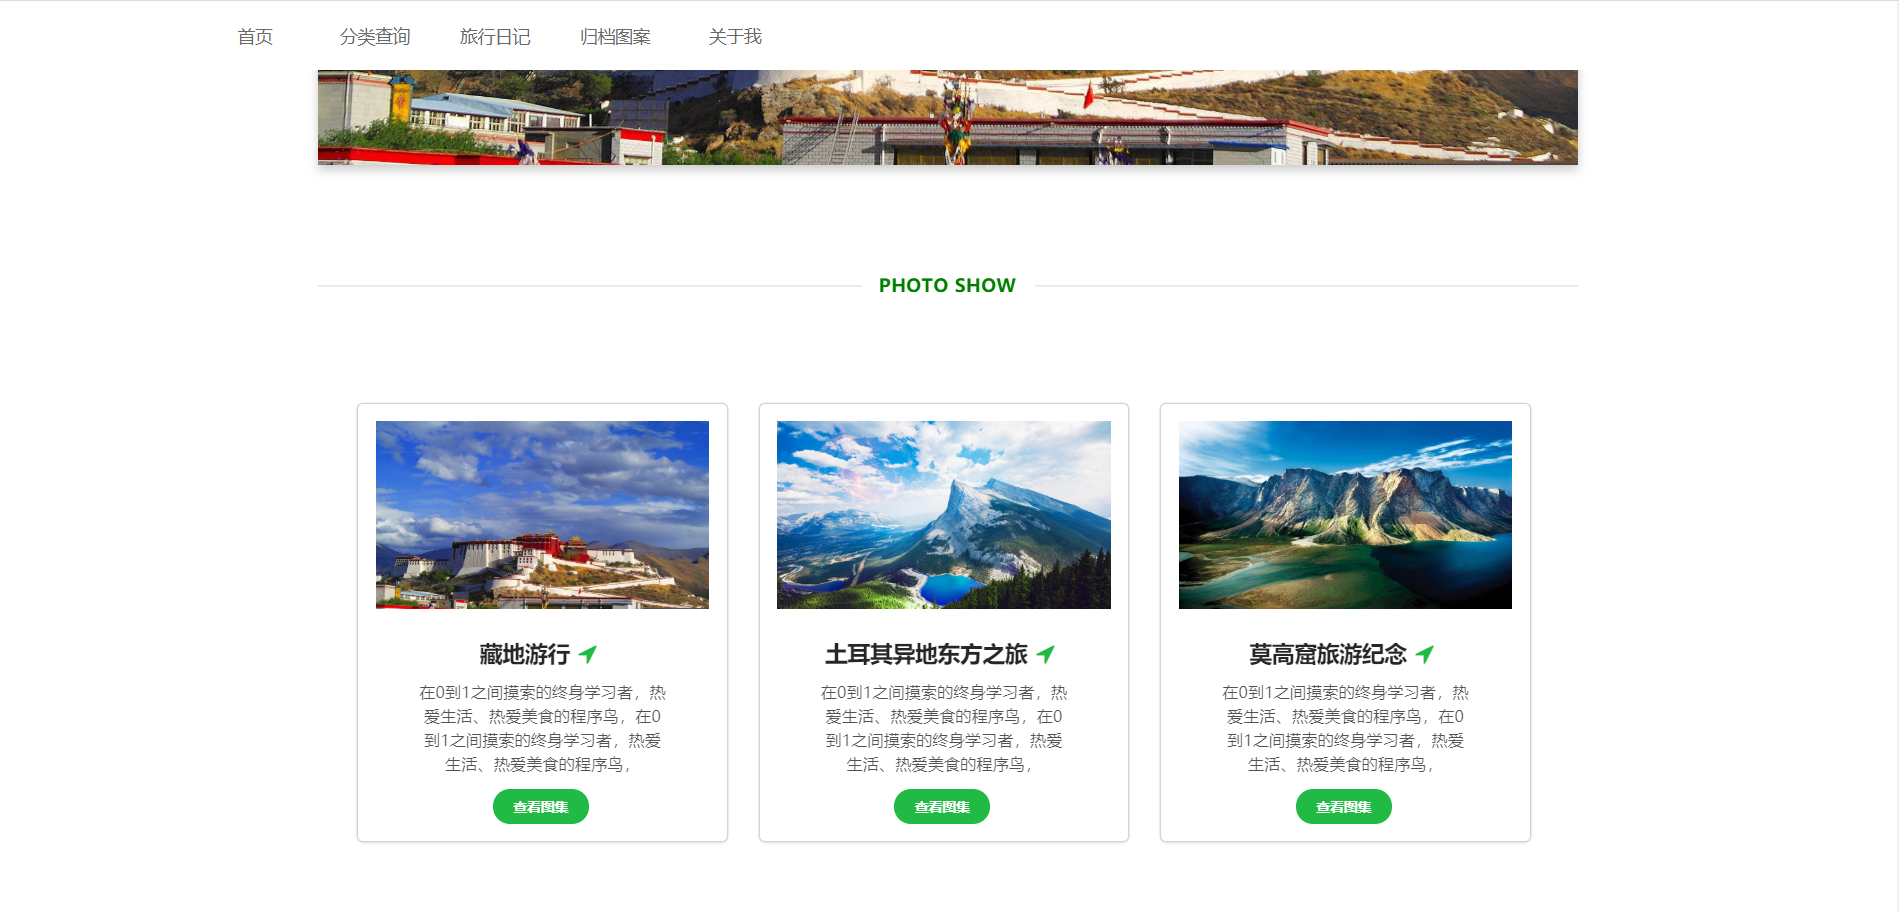 首页 分类查询 旅行日记 归档图案 关于我
PHOTO SHOW
藏地游行
在0到1之间摸索的终身学习者，热
爱生活、热爱美食的程序鸟，在0
到1之间摸索的终身学习者，热爱
生活、热爱美食的程序鸟，
查看图集
土耳其异地东方之旅
在0到1之间摸索的终身学习者，热
爱生活、热爱美食的程序鸟，在0
到1之间摸索的终身学习者，热爱
生活、热爱美食的程序鸟，
查看图集
莫高窟旅游纪念
在0到1之间摸索的终身学习者，热
爱生活、热爱美食的程序鸟，在0
到1之间摸索的终身学习者，热爱
生活、热爱美食的程序鸟，
查看图集